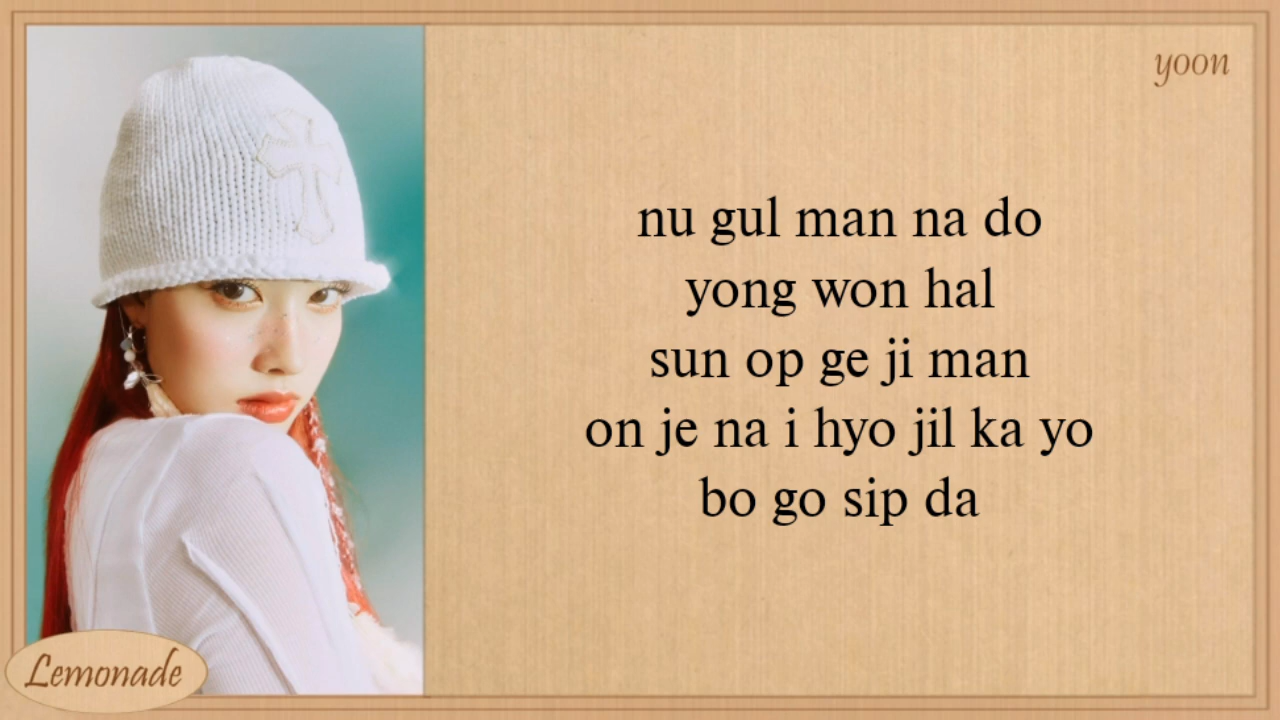 yoon
nu gul man na do
yong won hal
sun op ge ji man
on je na i hyo jil ka yo
bo go sip da
Lemonade